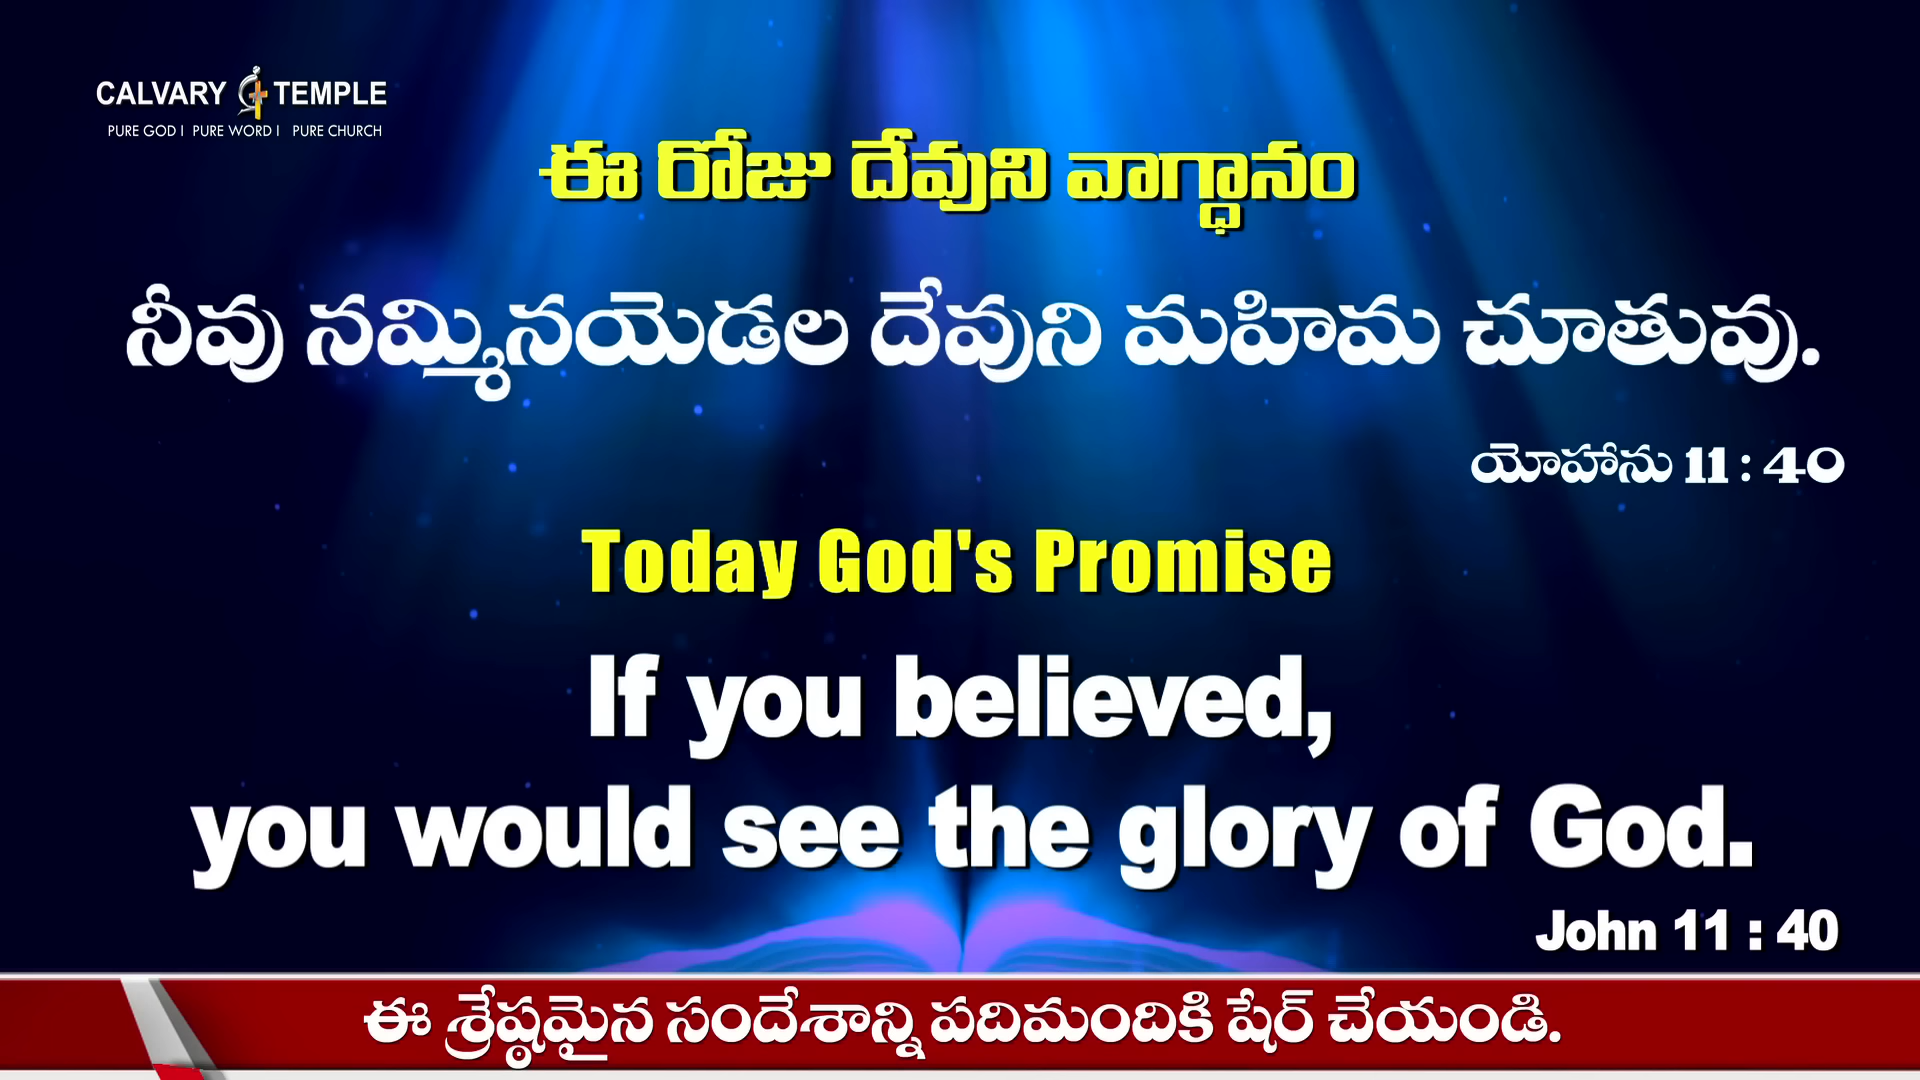 CALVARY TEMPLE
PURE GOD I PURE WORD I PURE CHURCH
ఈ రోజు దేవుని వాగ్ధానం
నీవు నమ్మినయెడల దేవుని మహిమ చూతువు.
యోహాను 11 : 40
Today God's Promise
If you believed,
you would see the glory of God.
John 11 : 40
ఈ శ్రేష్ఠమైన సందేశాన్ని పదిమందికి షేర్ చేయండి.